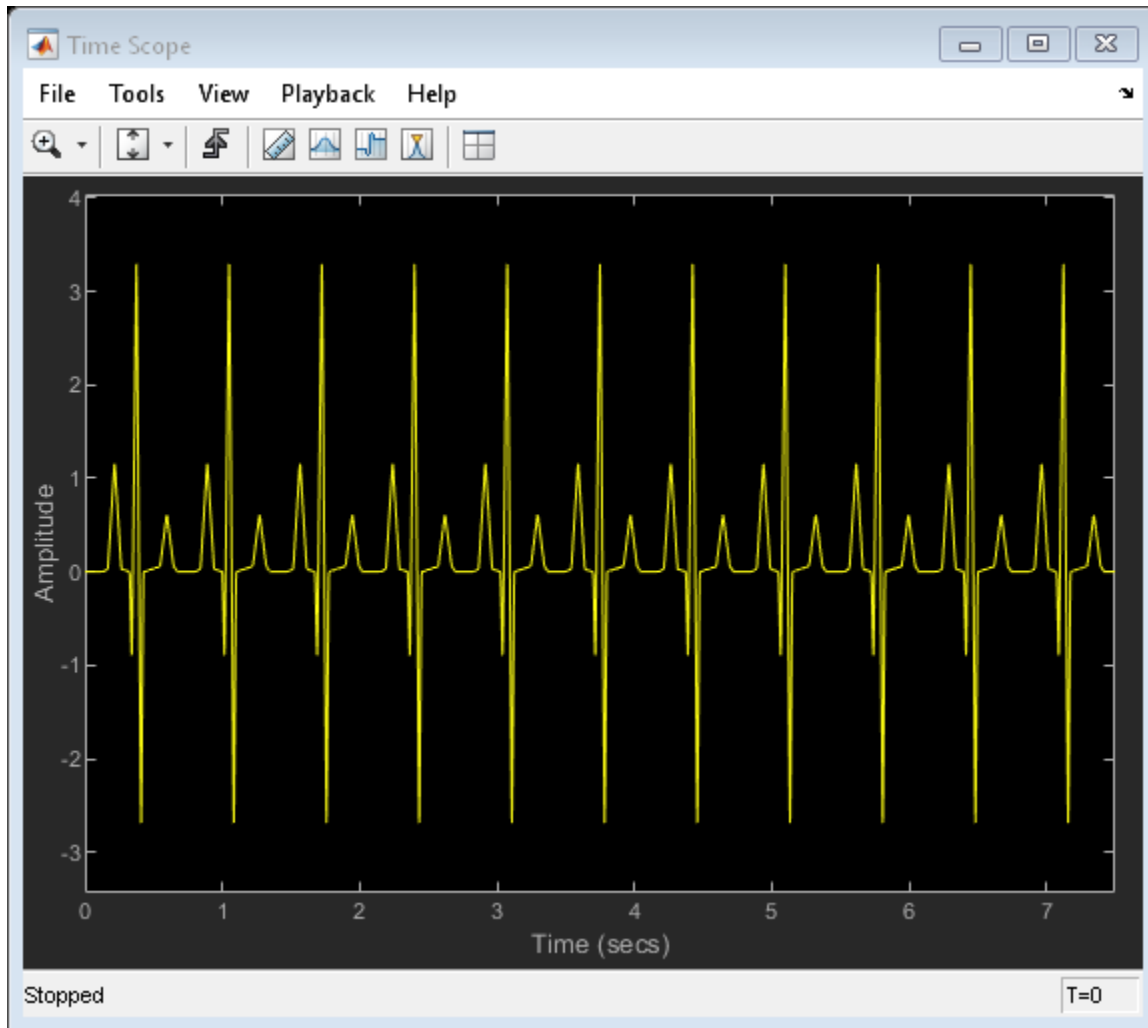 Time Scope
File Tools View Playback Help
4
3
2
1
0
-1
-2
-3
Amplitude
0 1 2 3 4 5 6 7
Time (secs)
Stopped T=0